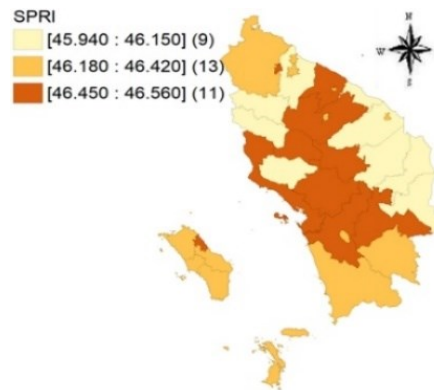 SPRI
[45.940 : 46.150] (9)
[46.180 : 46.420] (13)
[46.450 : 46.560] (11)
N
W
E
S